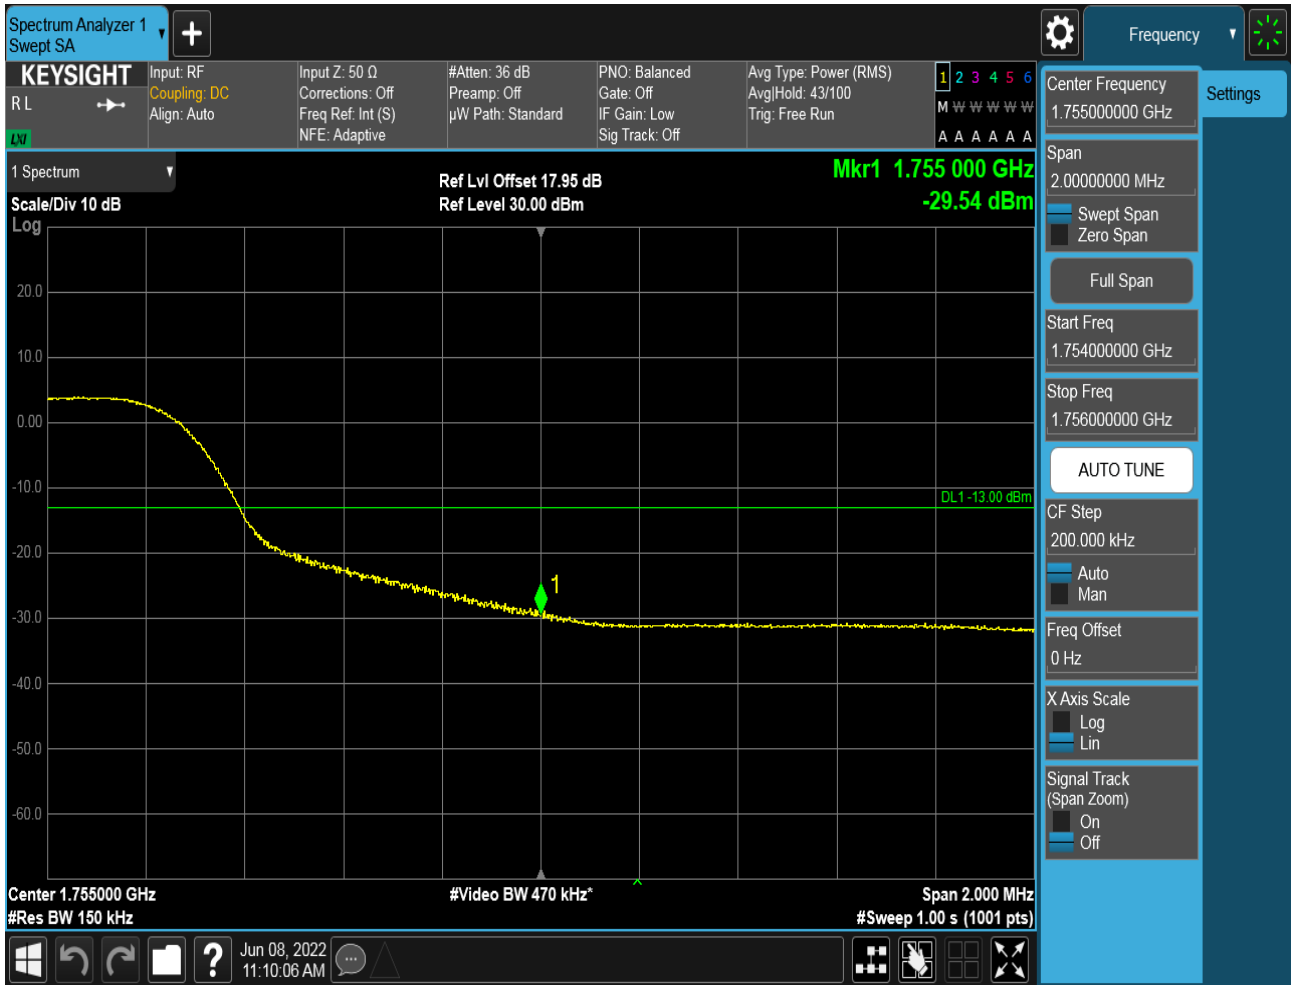 Spectrum Analyzer 1
Swept SA
Frequency
KEYSIGHT
R L
LXI
Input: RF
Coupling: DC
Align: Auto
Input Z: 50 Ω
Corrections: Off
Freq Ref: Int (S)
NFE: Adaptive
#Atten: 36 dB
Preamp: Off
µW Path: Standard
PNO: Balanced
Gate: Off
IF Gain: Low
Sig Track: Off
Avg Type: Power (RMS)
Avg|Hold: 43/100
Trig: Free Run
1 2 3 4 5 6
M W W W W W
A A A A A A
1 Spectrum
Scale/Div 10 dB
Log
Ref Lvl Offset 17.95 dB
Ref Level 30.00 dBm
Mkr1 1.755 000 GHz
-29.54 dBm
20.0
10.0
0.00
-10.0
-20.0
-30.0
-40.0
-50.0
-60.0
DL1 -13.00 dBm
1
Center 1.755000 GHz
#Res BW 150 kHz
#Video BW 470 kHz*
Span 2.000 MHz
#Sweep 1.00 s (1001 pts)
Jun 08, 2022
11:10:06 AM
Center Frequency
1.755000000 GHz
Settings
Span
2.00000000 MHz
Swept Span
Zero Span
Full Span
Start Freq
1.754000000 GHz
Stop Freq
1.756000000 GHz
AUTO TUNE
CF Step
200.000 kHz
Auto
Man
Freq Offset
0 Hz
X Axis Scale
Log
Lin
Signal Track
(Span Zoom)
On
Off